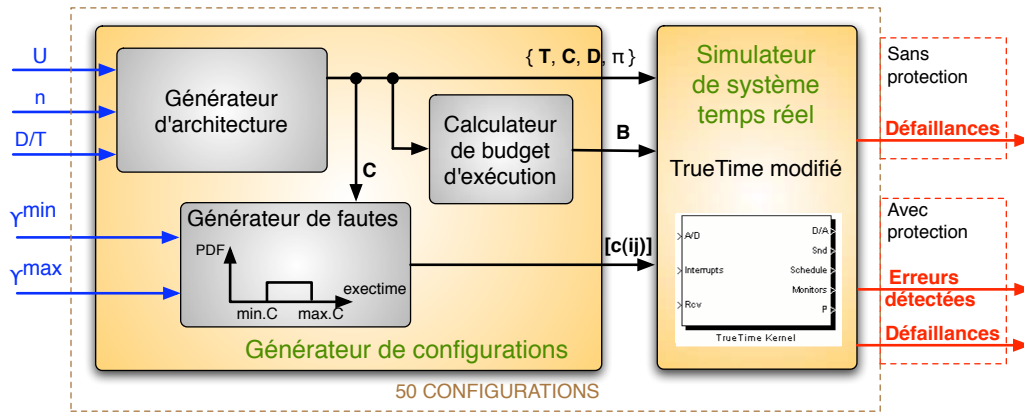 U
n
D/T
γmin
γmax
Générateur
d'architecture
{ T, C, D, π }
Calculateur
de budget
d'exécution
B
C
Générateur de fautes
PDF
exectime
min.C
max.C
[c(ij)]
Générateur de configurations
Simulateur
de système
temps réel
TrueTime modifié
A/D
Interrupts
Rcv
D/A
Snd
Schedule
Monitors
P
TrueTime Kernel
Sans
protection
Défaillances
Avec
protection
Erreurs
détectées
Défaillances
50 CONFIGURATIONS